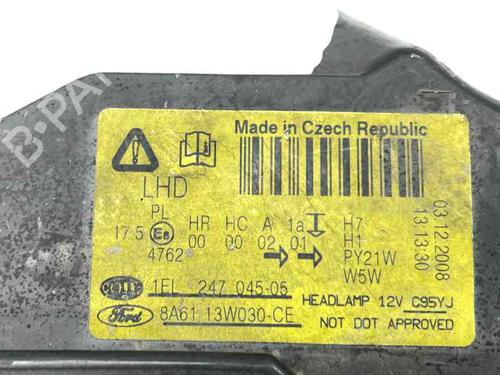 B-PARTS
Made in Czech Republic
LHD
PL HR HC A 1a H7
17.5 E8 00 00 02 01 H1
4762 PY21W
W5W
HELLA 1EL 247 045-05
HEADLAMP 12V C95YJ
Ford 8A61 13W030-CE
NOT DOT APPROVED
03.12.2008
13:13:30